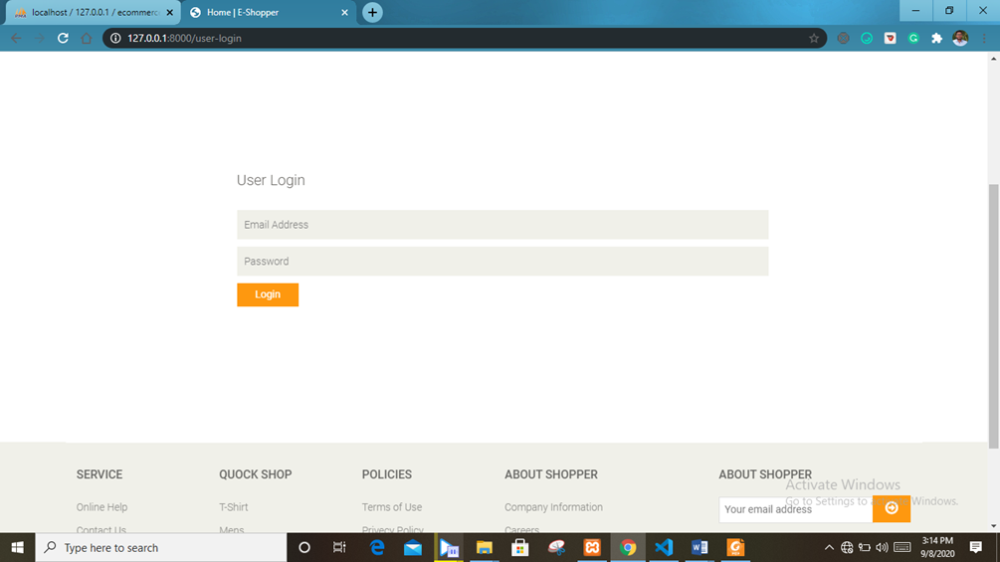 localhost / 127.0.0.1 / ecommerc
Home | E-Shopper
127.0.0.1:8000/user-login
User Login
Email Address
Password
Login
SERVICE
QUOCK SHOP
POLICIES
ABOUT SHOPPER
ABOUT SHOPPER
Online Help
T-Shirt
Terms of Use
Company Information
Your email address
Contact Us
Mens
Privacy Policy
Careers
Activate Windows
Go to Settings to a Windows.
Type here to search
3:14 PM
9/8/2020